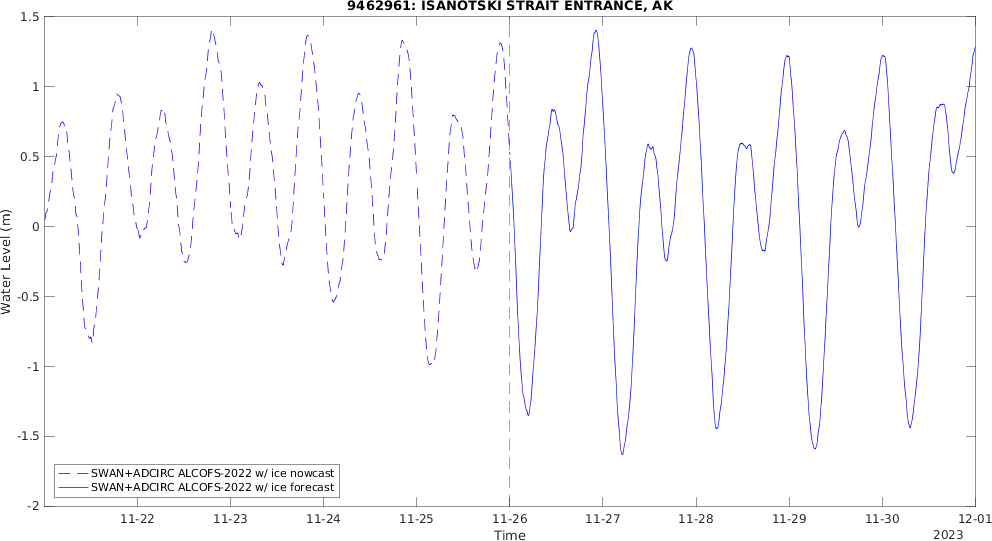 9462961: ISANOTSKI STRAIT ENTRANCE, AK
1.5
1
0.5
0
-0.5
-1
-1.5
-2
Water Level (m)
SWAN+ADCIRC ALCOFS-2022 w/ ice nowcast
SWAN+ADCIRC ALCOFS-2022 w/ ice forecast
11-22 11-23 11-24 11-25 11-26 11-27 11-28 11-29 11-30 12-01
Time
2023